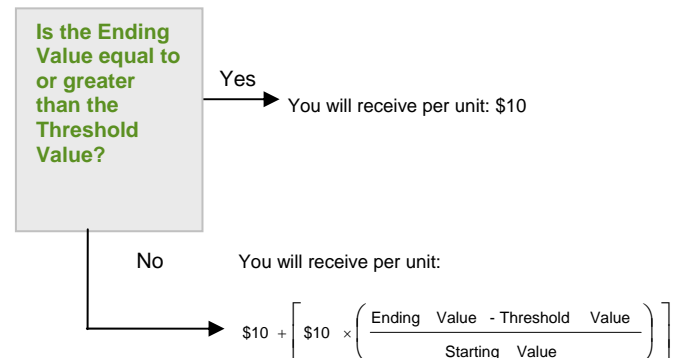 Is the Ending
Value equal to
or greater
than the
Threshold
Value?
Yes
You will receive per unit: $10
No
You will receive per unit:
$10 + [ $10 × ( Ending Value - Threshold Value
Starting Value ) ]